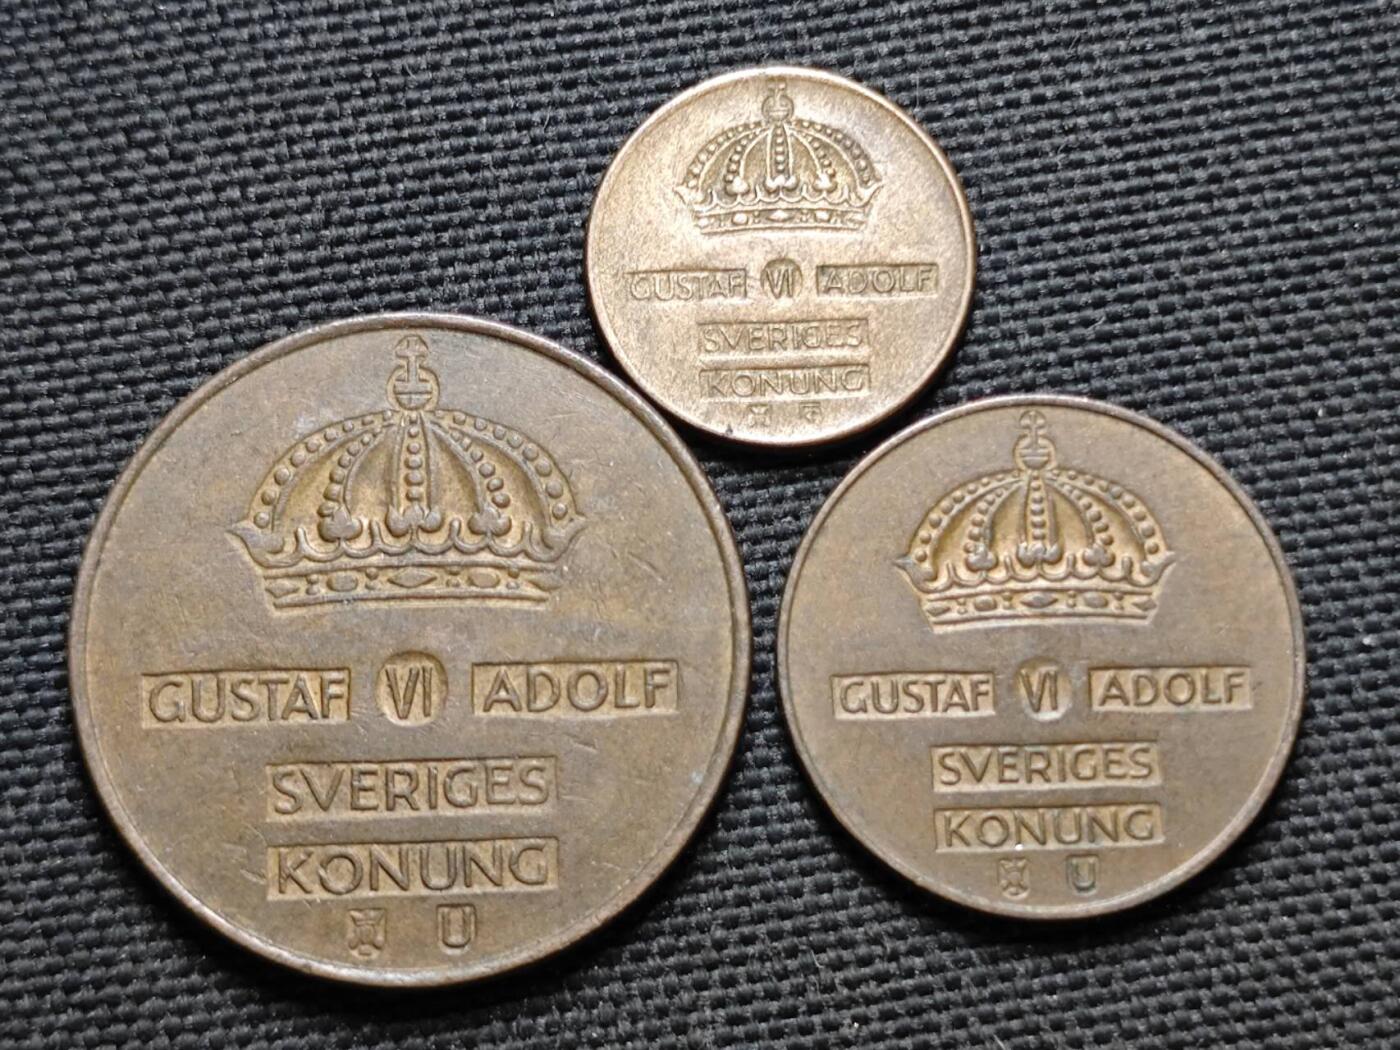 GUSTAF VI ADOLF
SVERIGES
KONUNG
GUSTAF VI ADOLF
SVERIGES
KONUNG
U
GUSTAF VI ADOLF
SVERIGES
KONUNG
U